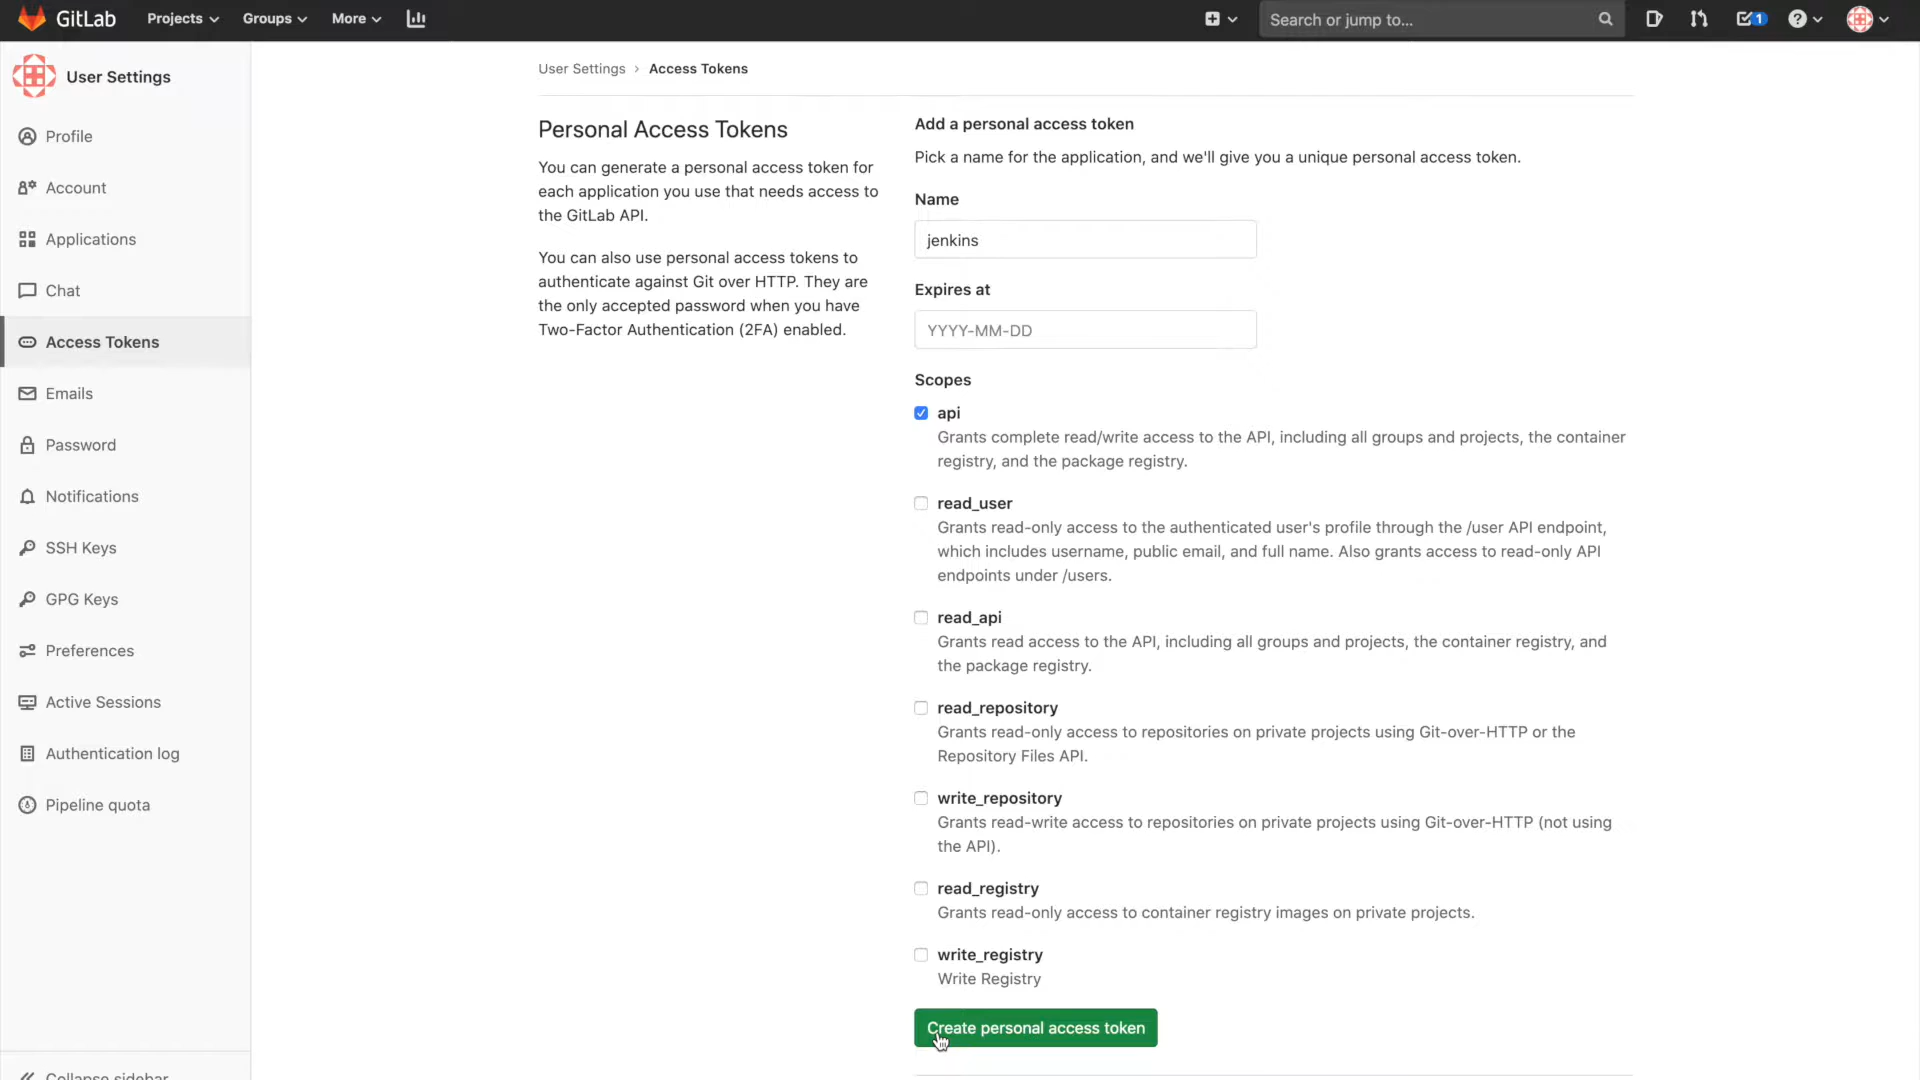 GitLab
Projects
Groups
More
Search or jump to...
1
User Settings
Profile
Account
Applications
Chat
Access Tokens
Emails
Password
Notifications
SSH Keys
GPG Keys
Preferences
Active Sessions
Authentication log
Pipeline quota
Collapse sidebar
User Settings › Access Tokens
Personal Access Tokens
You can generate a personal access token for
each application you use that needs access to
the GitLab API.
You can also use personal access tokens to
authenticate against Git over HTTP. They are
the only accepted password when you have
Two-Factor Authentication (2FA) enabled.
Add a personal access token
Pick a name for the application, and we'll give you a unique personal access token.
Name
jenkins
Expires at
YYYY-MM-DD
Scopes
api
Grants complete read/write access to the API, including all groups and projects, the container
registry, and the package registry.
read_user
Grants read-only access to the authenticated user's profile through the /user API endpoint,
which includes username, public email, and full name. Also grants access to read-only API
endpoints under /users.
read_api
Grants read access to the API, including all groups and projects, the container registry, and
the package registry.
read_repository
Grants read-only access to repositories on private projects using Git-over-HTTP or the
Repository Files API.
write_repository
Grants read-write access to repositories on private projects using Git-over-HTTP (not using
the API).
read_registry
Grants read-only access to container registry images on private projects.
write_registry
Write Registry
Create personal access token